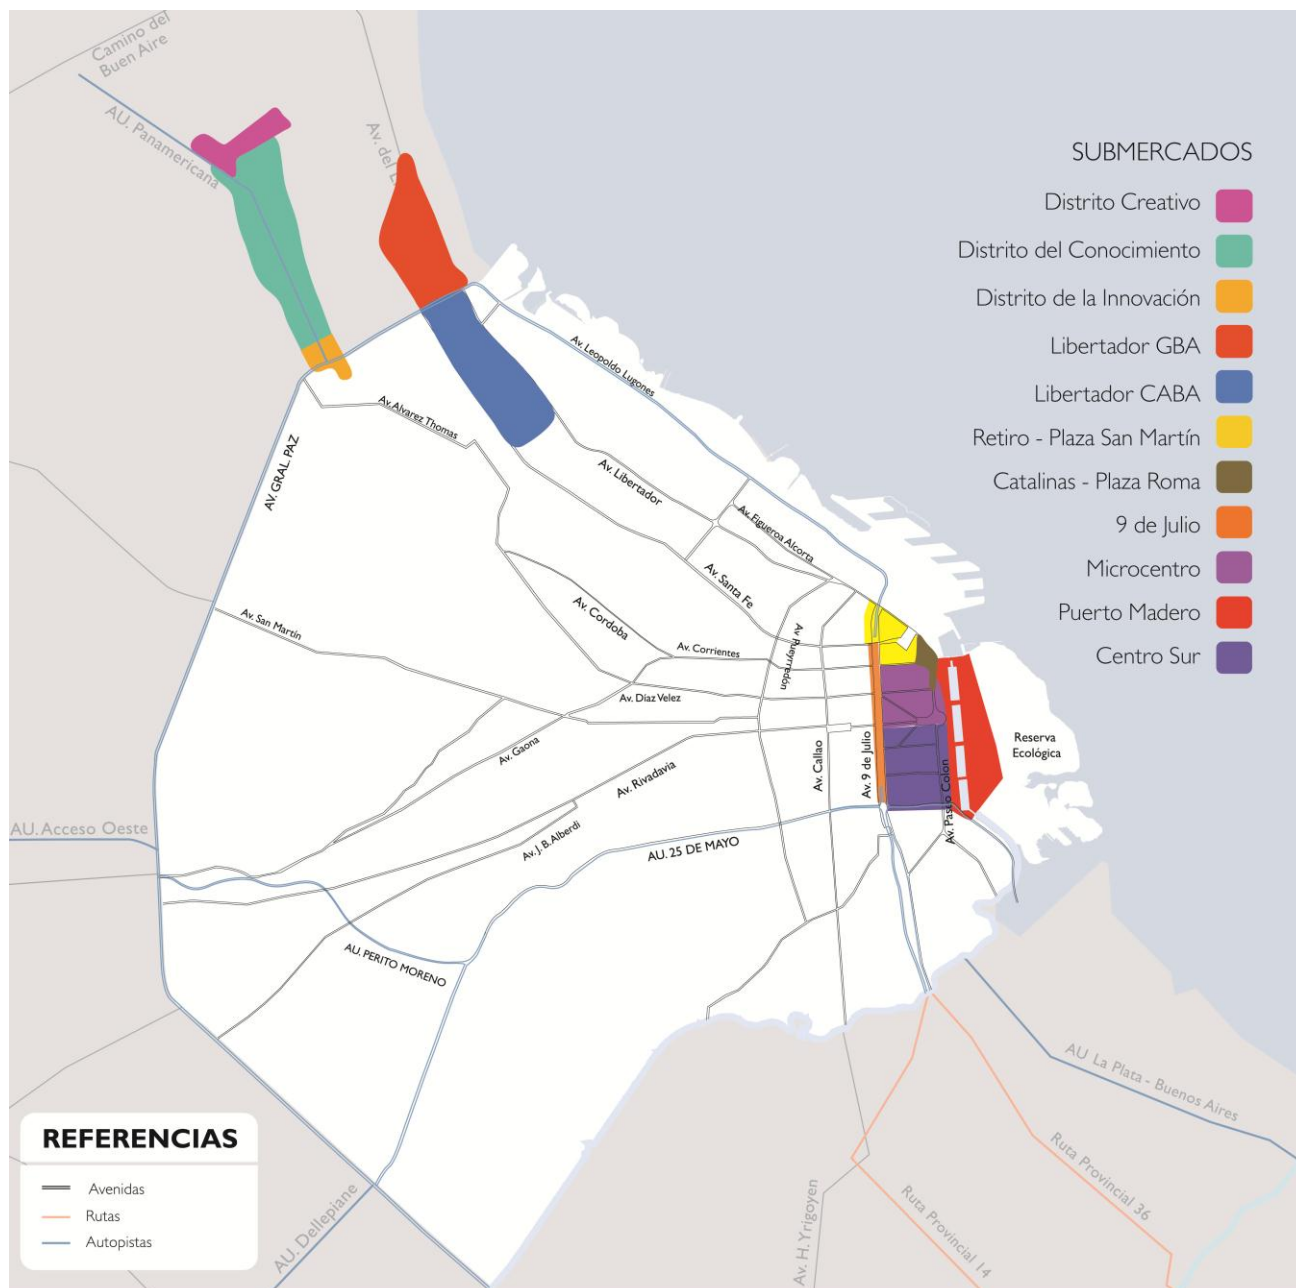 Camino del
Buen Aire
AU. Panamericana
Av. del L
SUBMERCADOS
Distrito Creativo
Distrito del Conocimiento
Distrito de la Innovación
Libertador GBA
Libertador CABA
Retiro - Plaza San Martín
Catalinas - Plaza Roma
9 de Julio
Microcentro
Puerto Madero
Centro Sur
Av. Leopoldo Lugones
Av. Alvarez Thomas
AV. GRAL. PAZ
Av. Libertador
Av. Figueroa Alcorta
Av. Santa Fe
Av. Cordoba
Av. San Martín
Av. Corrientes
Av. Pueyrredón
Av. Díaz Velez
Av. Gaona
Av. Rivadavia
Av. Callao
Av. 9 de Julio
Av. Paseo Colon
Reserva
Ecológica
AU. Acceso Oeste
Av. J. B. Alberdi
AU. 25 DE MAYO
AU. PERITO MORENO
AU La Plata - Buenos Aires
Ruta Provincial 36
Ruta Provincial 14
Av. H. Yrigoyen
AU. Dellepiane
REFERENCIAS
Avenidas
Rutas
Autopistas